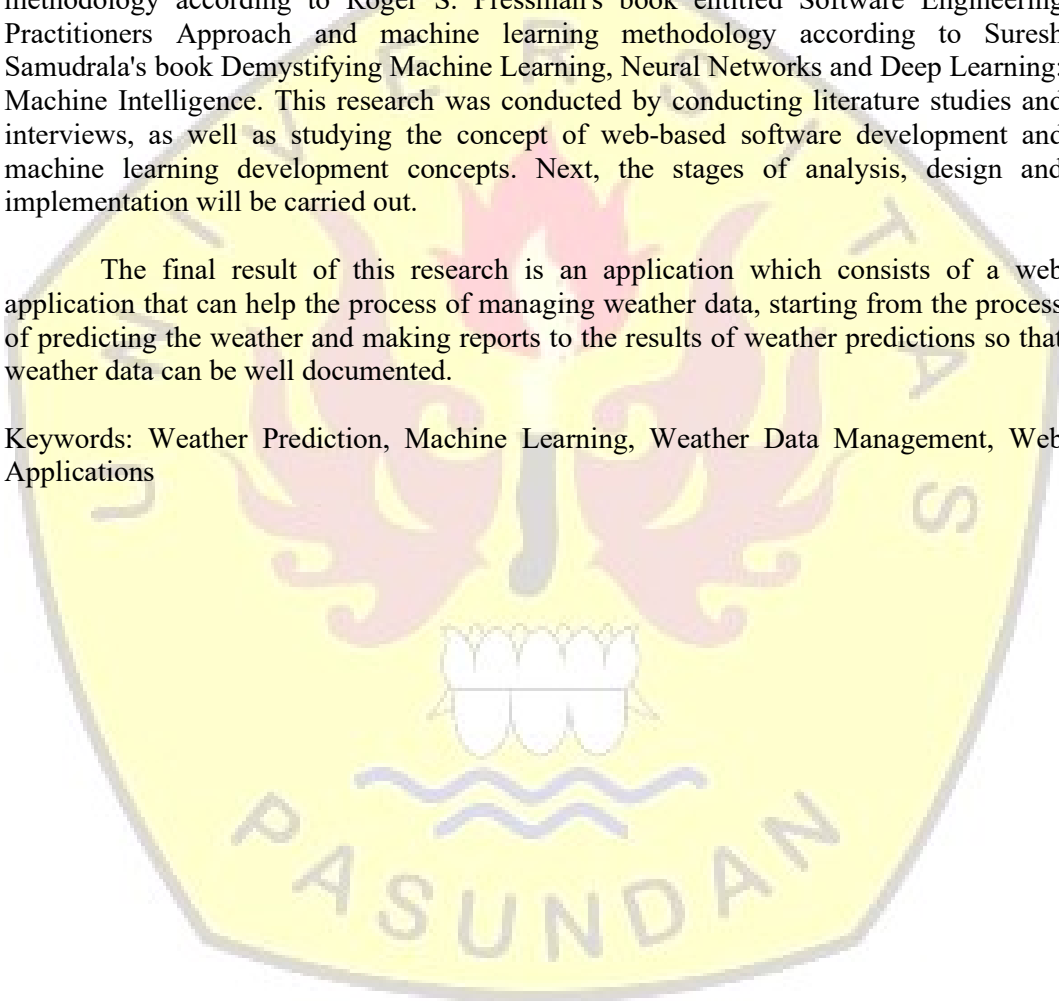 methodology according to Roger S. Pressman's book entitled Software Engineering
Practitioners Approach and machine learning methodology according to Suresh
Samudrala's book Demystifying Machine Learning, Neural Networks and Deep Learning:
Machine Intelligence. This research was conducted by conducting literature studies and
interviews, as well as studying the concept of web-based software development and
machine learning development concepts. Next, the stages of analysis, design and
implementation will be carried out.
The final result of this research is an application which consists of a web
application that can help the process of managing weather data, starting from the process
of predicting the weather and making reports to the results of weather predictions so that
weather data can be well documented.
Keywords: Weather Prediction, Machine Learning, Weather Data Management, Web
Applications
UNIVERSITAS
PASUNDAN